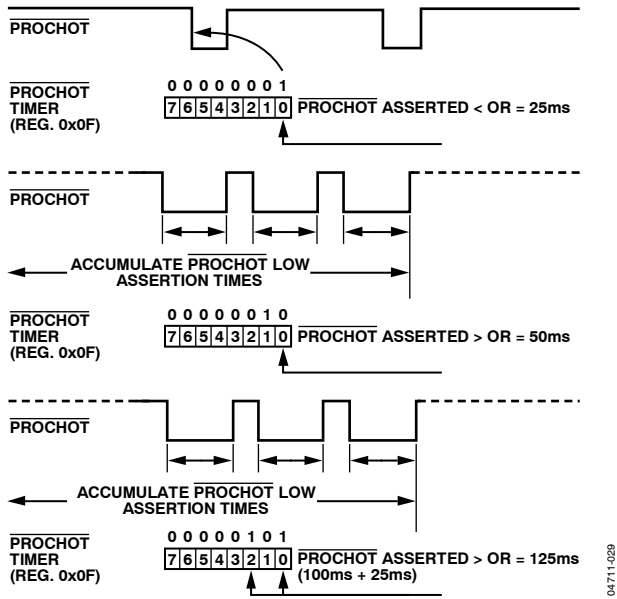 PROCHOT
0 0 0 0 0 0 0 1
PROCHOT
TIMER
(REG. 0x0F)
7 6 5 4 3 2 1 0
PROCHOT ASSERTED < OR = 25ms
PROCHOT
ACCUMULATE PROCHOT LOW
ASSERTION TIMES
0 0 0 0 0 0 1 0
PROCHOT
TIMER
(REG. 0x0F)
7 6 5 4 3 2 1 0
PROCHOT ASSERTED > OR = 50ms
PROCHOT
ACCUMULATE PROCHOT LOW
ASSERTION TIMES
0 0 0 0 0 1 0 1
PROCHOT
TIMER
(REG. 0x0F)
7 6 5 4 3 2 1 0
PROCHOT ASSERTED > OR = 125ms
(100ms + 25ms)
04711-029